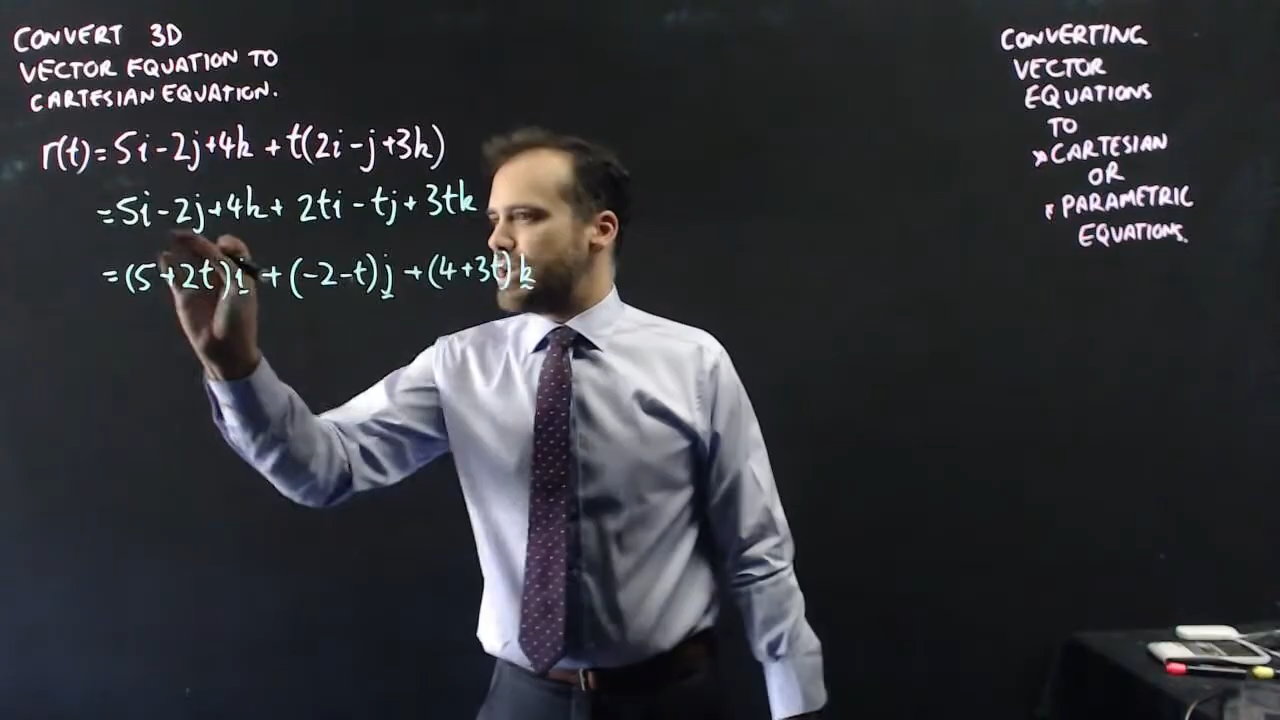 CONVERT 3D
VECTOR EQUATION TO
CARTESIAN EQUATION.
r(t)=5i-2j+4k+t(2i-j+3k)
=5i-2j+4k+2ti-tj+3tk
=(5+2t)i+(-2-t)j+(4+3t)k
CONVERTING
VECTOR
EQUATIONS
TO
*CARTESIAN
OR
*PARAMETRIC
EQUATIONS.